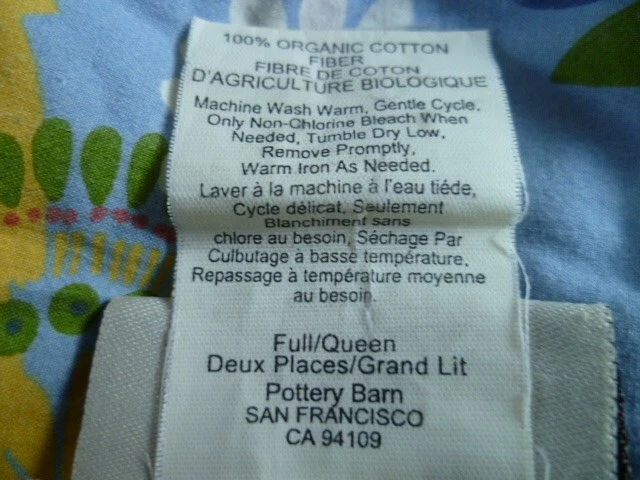 100% ORGANIC COTTON
FIBER
FIBRE DE COTON
D'AGRICULTURE BIOLOGIQUE
Machine Wash Warm, Gentle Cycle,
Only Non-Chlorine Bleach When
Needed, Tumble Dry Low,
Remove Promptly,
Warm Iron As Needed.
Laver à la machine à l'eau tiéde,
Cycle délicat, Seulement
Blanchiment sans
chlore au besoin, Séchage Par
Culbutage à basse température,
Repassage à température moyenne
au besoin.
Full/Queen
Deux Places/Grand Lit
Pottery Barn
SAN FRANCISCO
CA 94109